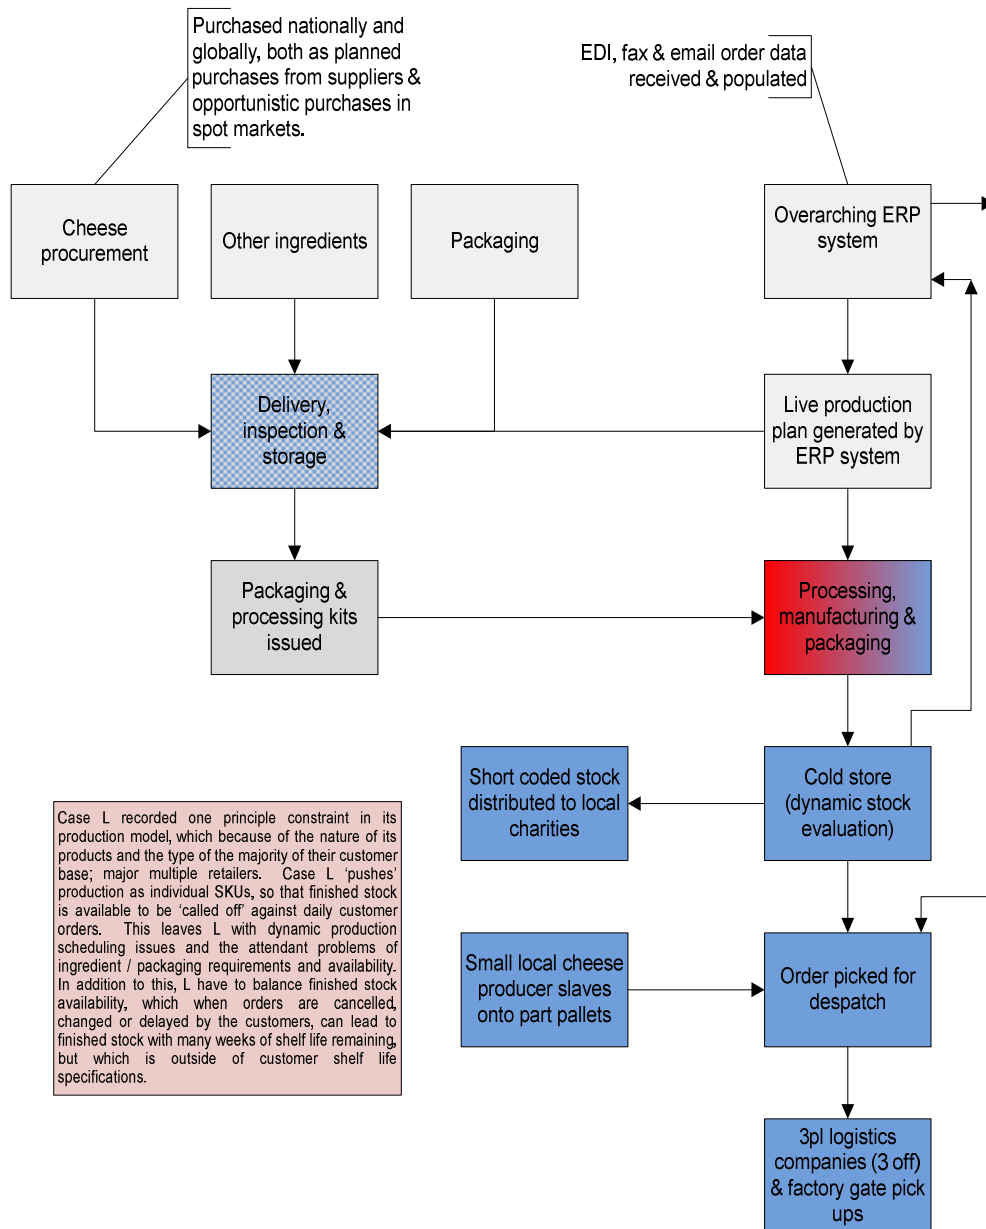 Purchased nationally and
globally, both as planned
purchases from suppliers &
opportunistic purchases in
spot markets.
EDI, fax & email order data
received & populated
Cheese
procurement
Other ingredients
Packaging
Overarching ERP
system
Delivery,
inspection &
storage
Live production
plan generated by
ERP system
Packaging &
processing kits
issued
Processing,
manufacturing &
packaging
Short coded stock
distributed to local
charities
Cold store
(dynamic stock
evaluation)
Case L recorded one principle constraint in its
production model, which because of the nature of its
products and the type of the majority of their customer
base; major multiple retailers. Case L ‘pushes’
production as individual SKUs, so that finished stock
is available to be ‘called off’ against daily customer
orders. This leaves L with dynamic production
scheduling issues and the attendant problems of
ingredient / packaging requirements and availability.
In addition to this, L have to balance finished stock
availability, which when orders are cancelled,
changed or delayed by the customers, can lead to
finished stock with many weeks of shelf life remaining,
but which is outside of customer shelf life
specifications.
Small local cheese
producer slaves
onto part pallets
Order picked for
despatch
3pl logistics
companies (3 off)
& factory gate pick
ups